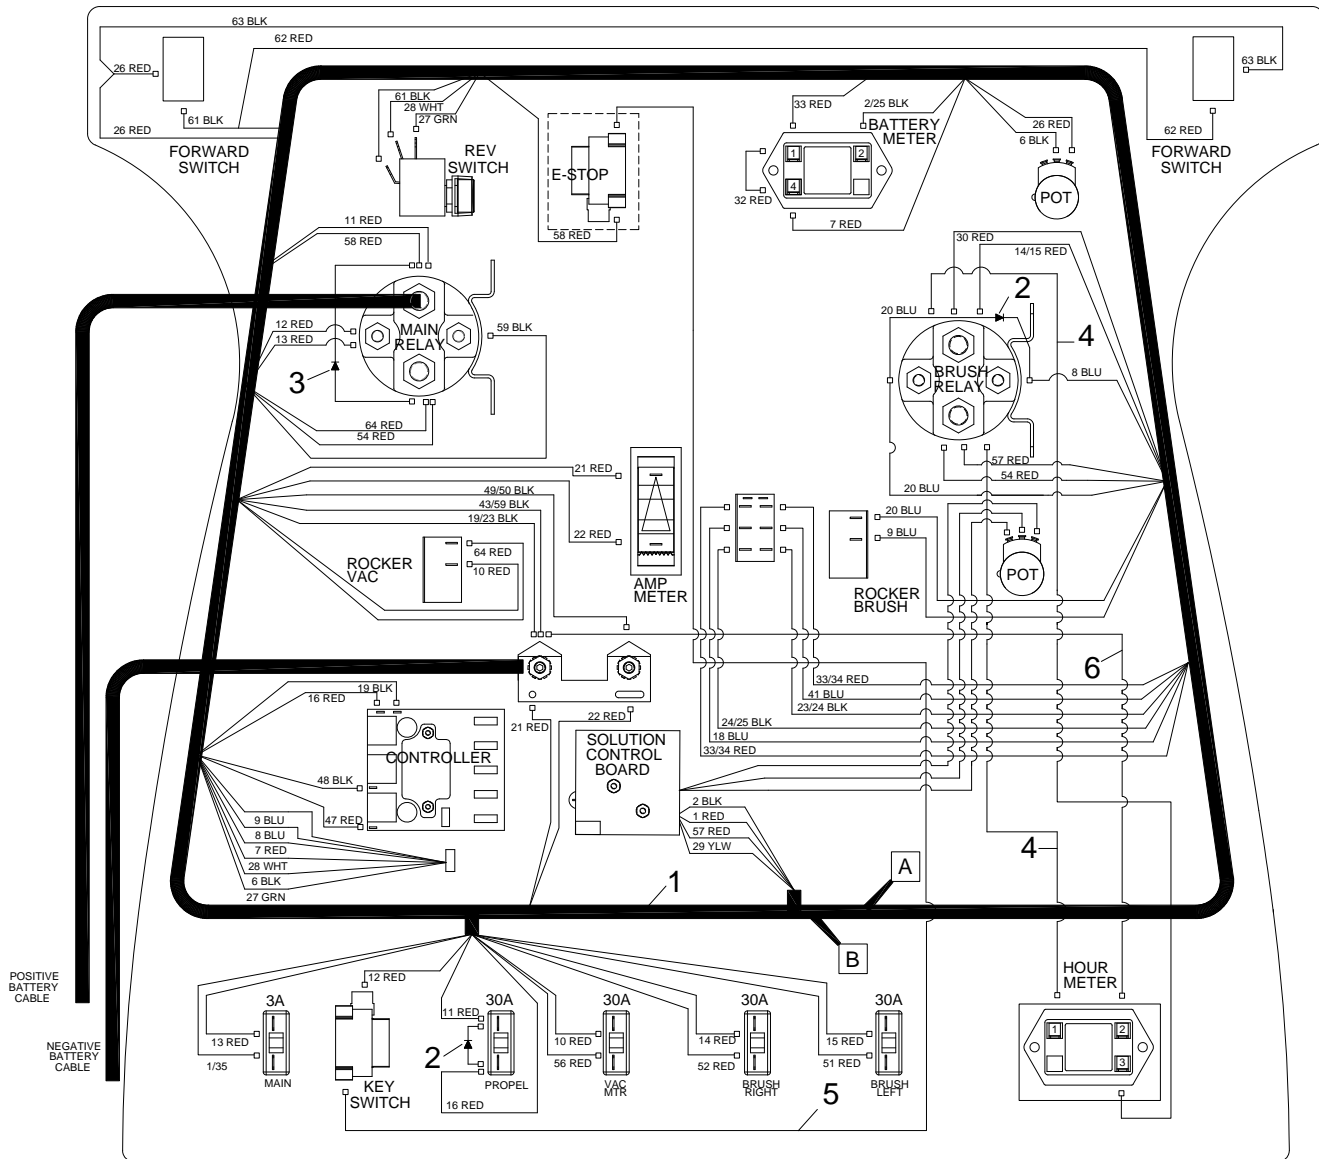 63 BLK
62 RED
26 RED
63 BLK
61 BLK
28 WHT
27 GRN
33 RED
2/25 BLK
61 BLK
26 RED
26 RED
6 BLK
62 RED
FORWARD
SWITCH
REV
SWITCH
E-STOP
BATTERY
METER
1
2
4
FORWARD
SWITCH
POT
32 RED
7 RED
11 RED
58 RED
58 RED
30 RED
14/15 RED
2
20 BLU
4
12 RED
13 RED
MAIN
RELAY
59 BLK
3
BRUSH
RELAY
8 BLU
64 RED
54 RED
57 RED
54 RED
20 BLU
21 RED
49/50 BLK
43/59 BLK
19/23 BLK
22 RED
20 BLU
9 BLU
ROCKER
VAC
64 RED
10 RED
AMP
METER
ROCKER
BRUSH
POT
6
33/34 RED
41 BLU
23/24 BLK
24/25 BLK
18 BLU
33/34 RED
19 BLK
16 RED
21 RED
22 RED
CONTROLLER
SOLUTION
CONTROL
BOARD
48 BLK
47 RED
9 BLU
8 BLU
7 RED
28 WHT
6 BLK
27 GRN
2 BLK
1 RED
57 RED
29 YLW
4
1
A
B
POSITIVE
BATTERY
CABLE
NEGATIVE
BATTERY
CABLE
12 RED
3A
13 RED
1/35
MAIN
KEY
SWITCH
11 RED
30A
2
16 RED
PROPEL
30A
10 RED
56 RED
VAC
MTR
30A
14 RED
52 RED
BRUSH
RIGHT
30A
15 RED
51 RED
BRUSH
LEFT
5
HOUR
METER
1
2
3